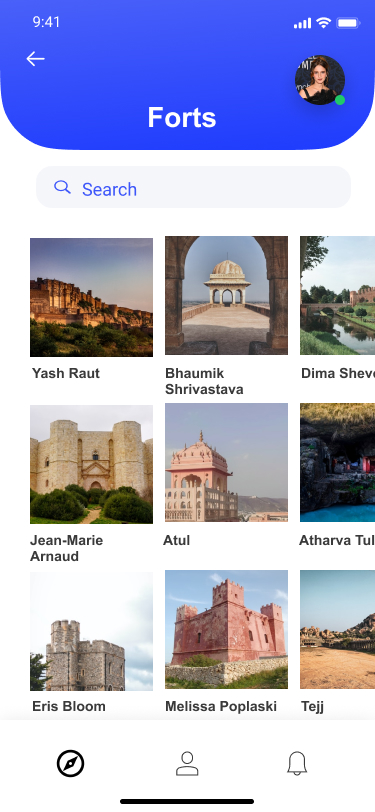 9:41
Forts
Search
Yash Raut
Bhaumik
Shrivastava
Dima Sheve
Jean-Marie
Arnaud
Atul
Atharva Tul
Eris Bloom
Melissa Poplaski
Tejj